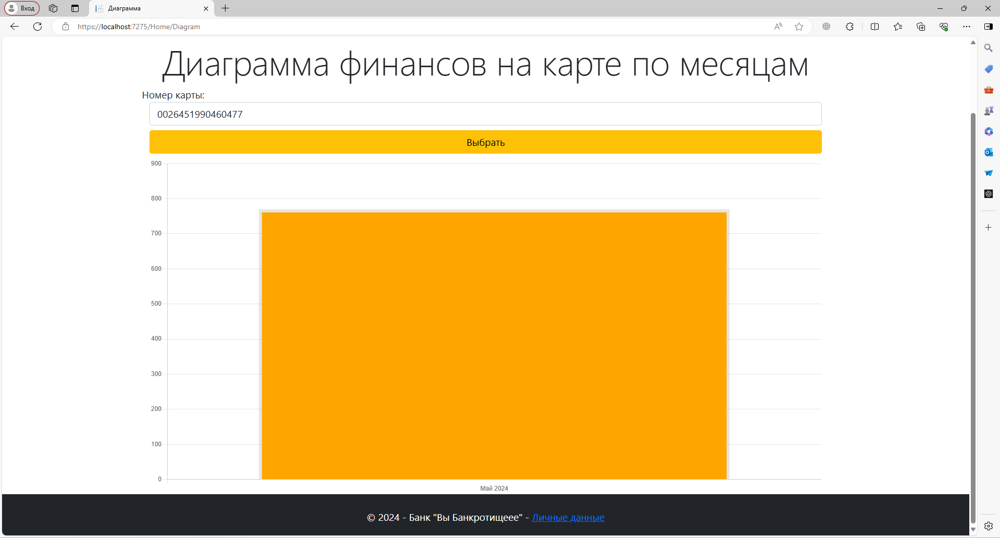 Вход
Диаграмма
https://localhost:7275/Home/Diagram
Диаграмма финансов на карте по месяцам
Номер карты:
0026451990460477
Выбрать
900
800
700
600
500
400
300
200
100
0
Май 2024
© 2024 - Банк "Вы Банкротищеее" - Личные данные